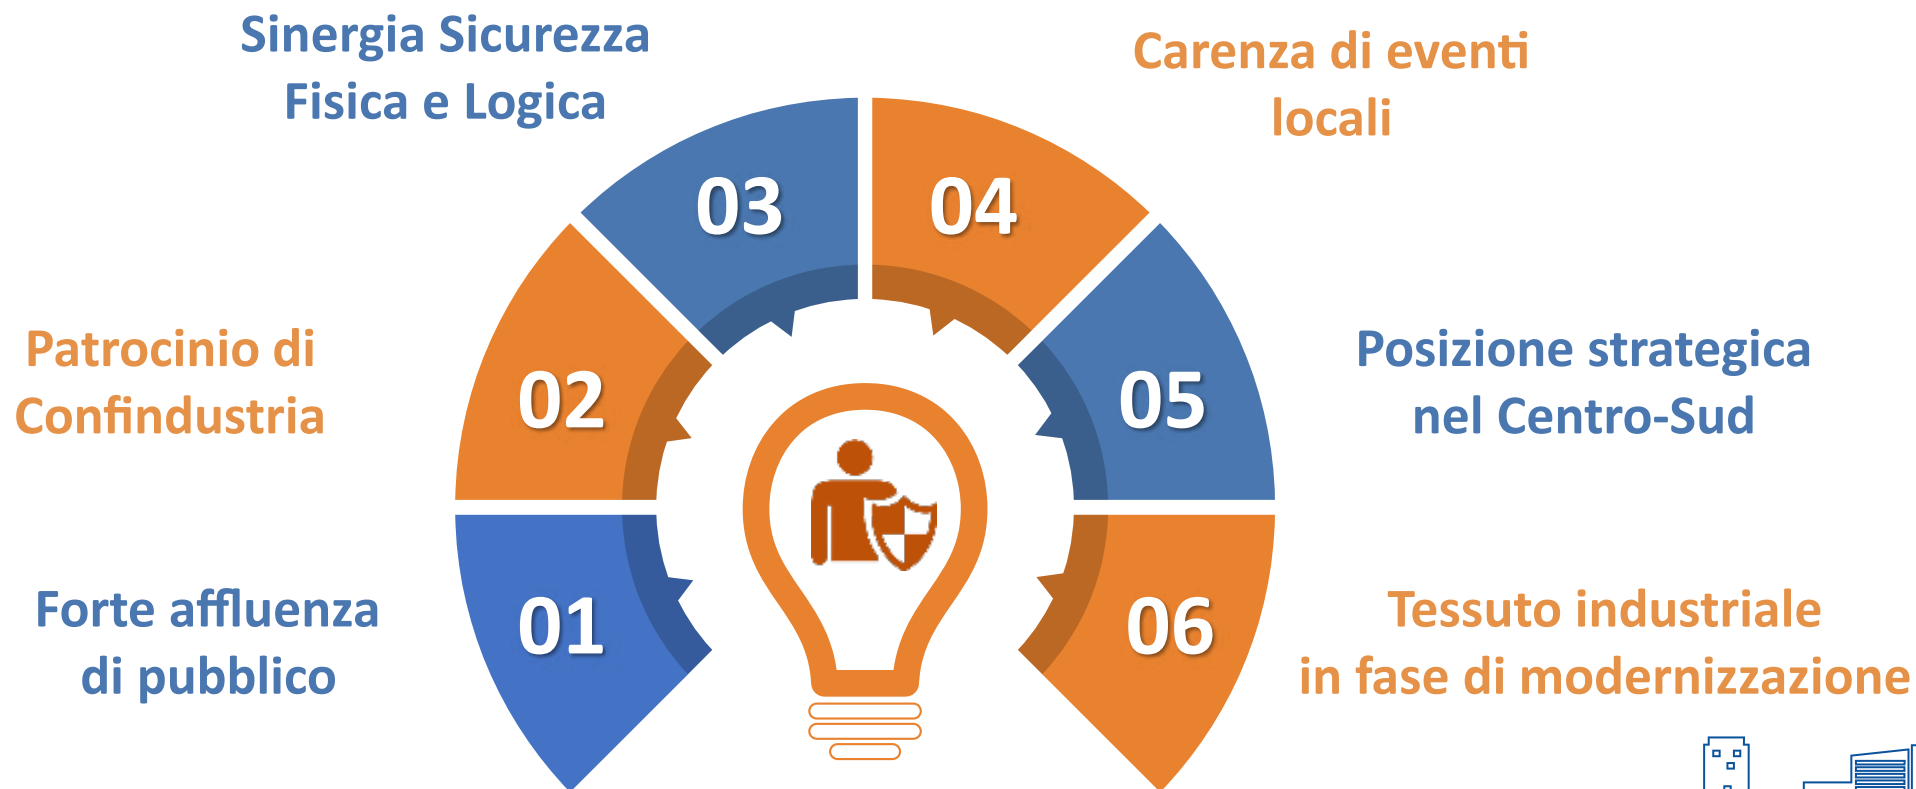 Sinergia Sicurezza
Fisica e Logica
Carenza di eventi
locali
03
04
Patrocinio di
Confindustria
02
05
Posizione strategica
nel Centro-Sud
Forte affluenza
di pubblico
01
06
Tessuto industriale
in fase di modernizzazione